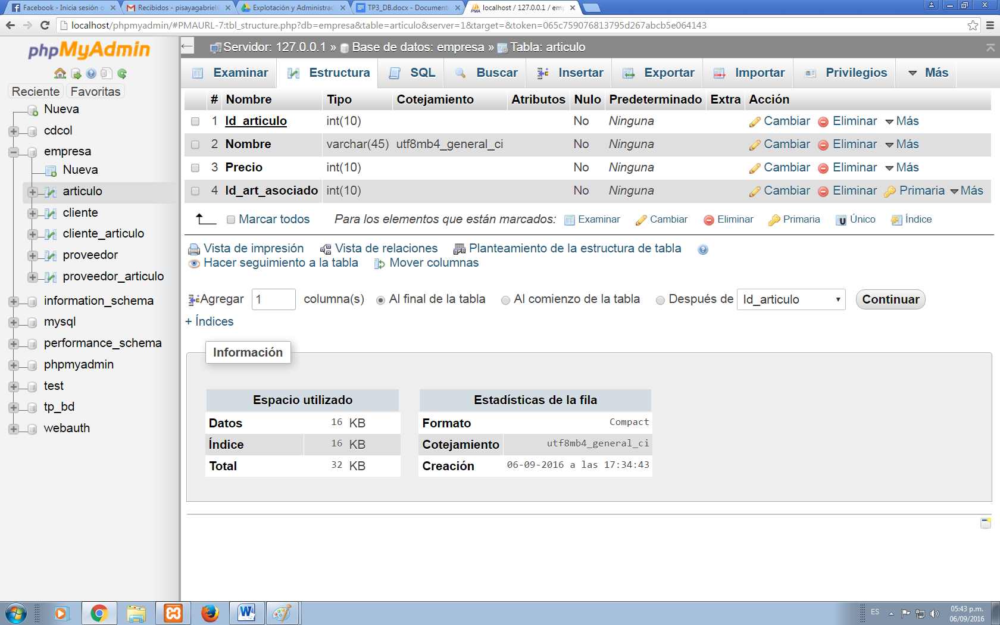 Facebook - Inicia sesión o
Recibidos - pisayagabriel@
Explotación y Administrac
TP3_DB.docx - Documento
localhost / 127.0.0.1 / emp
localhost/phpmyadmin/#PMAURL-7:tbl_structure.php?db=empresa&table=articulo&server=1&target=&token=065c759076813795d267abcb5e064143
phpMyAdmin
Reciente Favoritas
Nueva
cdcol
empresa
Nueva
articulo
cliente
cliente_articulo
proveedor
proveedor_articulo
information_schema
mysql
performance_schema
phpmyadmin
test
tp_bd
webauth
Servidor: 127.0.0.1 » Base de datos: empresa » Tabla: articulo
Examinar Estructura SQL Buscar Insertar Exportar Importar Privilegios Más
# Nombre Tipo Cotejamiento Atributos Nulo Predeterminado Extra Acción
1 Id_articulo int(10) No Ninguna Cambiar Eliminar Más
2 Nombre varchar(45) utf8mb4_general_ci No Ninguna Cambiar Eliminar Más
3 Precio int(10) No Ninguna Cambiar Eliminar Más
4 Id_art_asociado int(10) No Ninguna Cambiar Eliminar Primaria Más
Marcar todos Para los elementos que están marcados: Examinar Cambiar Eliminar Primaria Único Índice
Vista de impresión Vista de relaciones Planteamiento de la estructura de tabla
Hacer seguimiento a la tabla Mover columnas
Agregar 1 columna(s) Al final de la tabla Al comienzo de la tabla Después de Id_articulo Continuar
+ Índices
Información
Espacio utilizado
Datos 16 KB
Índice 16 KB
Total 32 KB
Estadísticas de la fila
Formato Compact
Cotejamiento utf8mb4_general_ci
Creación 06-09-2016 a las 17:34:43
ES
05:43 p.m.
06/09/2016